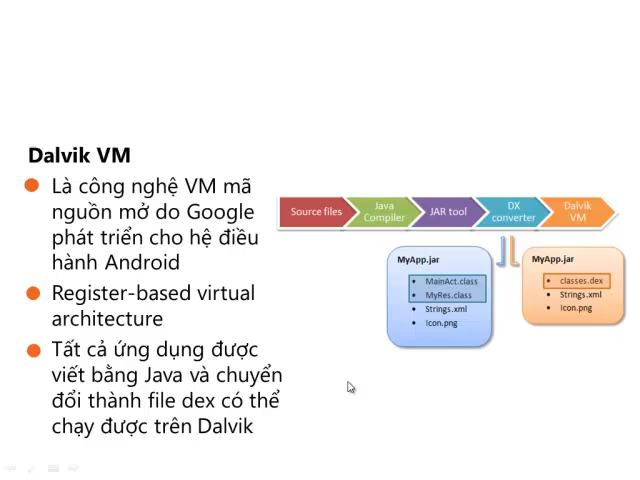 Dalvik VM
Là công nghệ VM mã
nguồn mở do Google
phát triển cho hệ điều
hành Android
Register-based virtual
architecture
Tất cả ứng dụng được
viết bằng Java và chuyển
đổi thành file dex có thể
chạy được trên Dalvik
Source files
Java
Compiler
JAR tool
DX
converter
Dalvik
VM
MyApp.jar
MainAct.class
MyRes.class
Strings.xml
Icon.png
MyApp.jar
classes.dex
Strings.xml
Icon.png